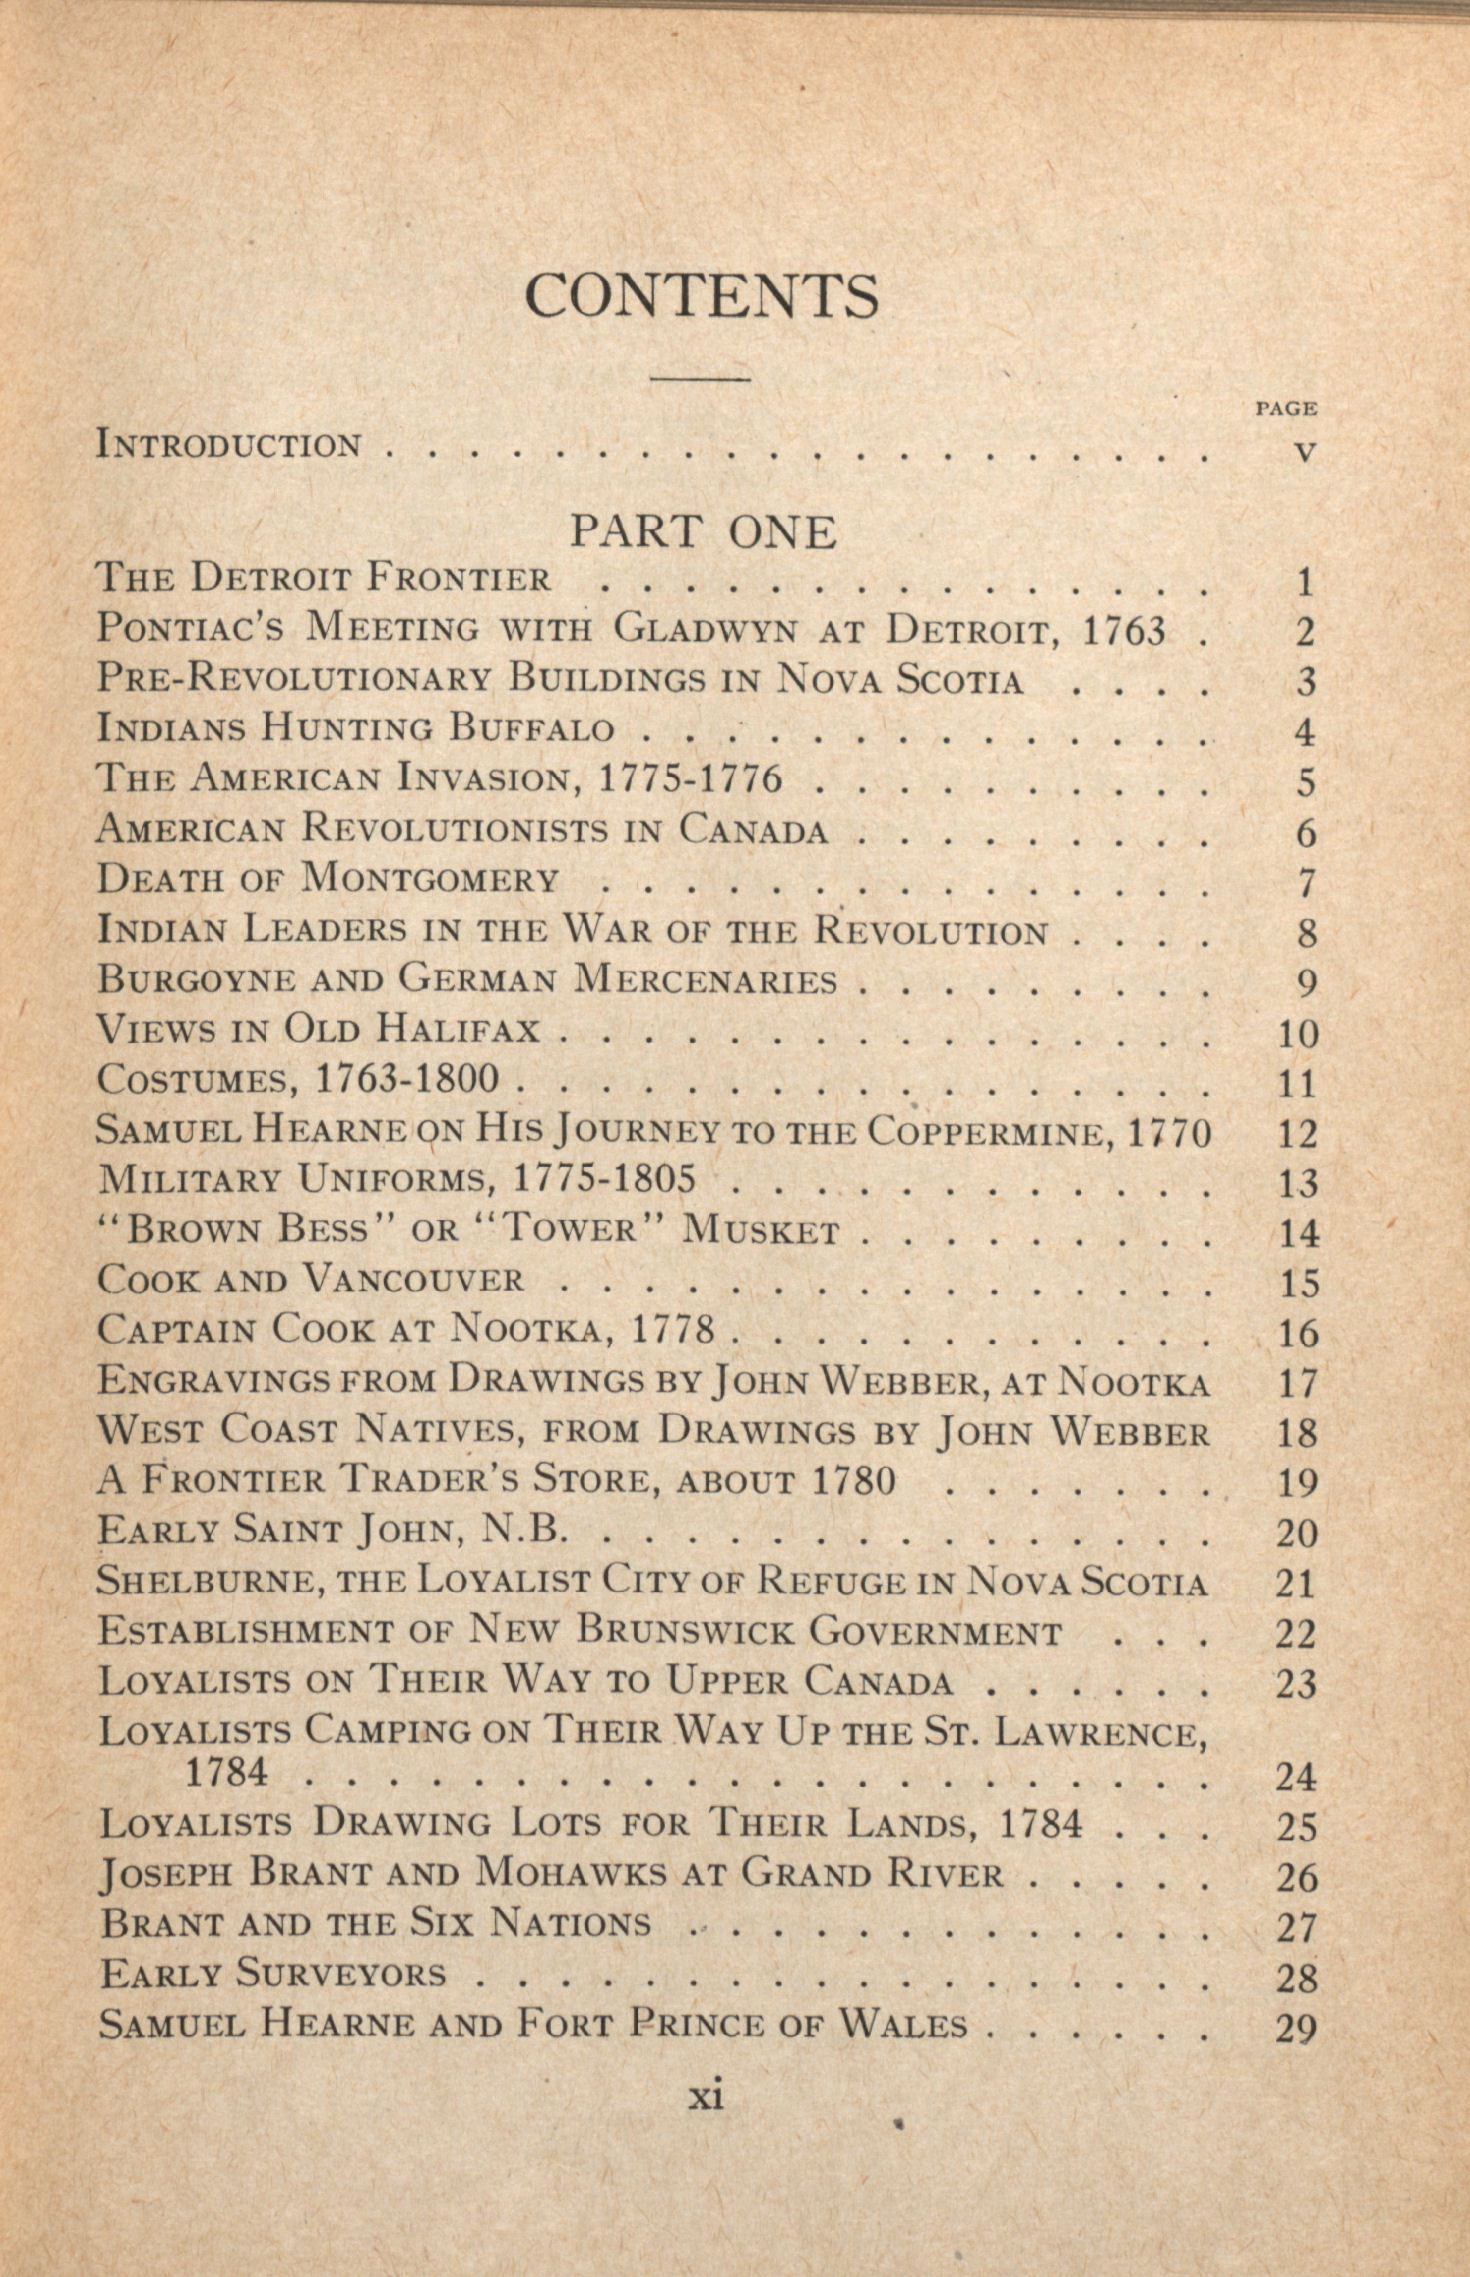 CONTENTS
PAGE
INTRODUCTION . . . . . . . . . . . . . . . . . . . . v
PART ONE
THE DETROIT FRONTIER . . . . . . . . . . . . . . . 1
PONTIAC'S MEETING WITH GLADWYN AT DETROIT, 1763 . 2
PRE-REVOLUTIONARY BUILDINGS IN NOVA SCOTIA . . . . 3
INDIANS HUNTING BUFFALO . . . . . . . . . . . . . . 4
THE AMERICAN INVASION, 1775-1776 . . . . . . . . . . 5
AMERICAN REVOLUTIONISTS IN CANADA . . . . . . . . . 6
DEATH OF MONTGOMERY . . . . . . . . . . . . . . . 7
INDIAN LEADERS IN THE WAR OF THE REVOLUTION . . . . 8
BURGOYNE AND GERMAN MERCENARIES . . . . . . . . . 9
VIEWS IN OLD HALIFAX . . . . . . . . . . . . . . . . 10
COSTUMES, 1763-1800 . . . . . . . . . . . . . . . . . 11
SAMUEL HEARNE ON HIS JOURNEY TO THE COPPERMINE, 1770 12
MILITARY UNIFORMS, 1775-1805 . . . . . . . . . . . . 13
"BROWN BESS" OR "TOWER" MUSKET . . . . . . . . . 14
COOK AND VANCOUVER . . . . . . . . . . . . . . . . 15
CAPTAIN COOK AT NOOTKA, 1778 . . . . . . . . . . . . 16
ENGRAVINGS FROM DRAWINGS BY JOHN WEBBER, AT NOOTKA 17
WEST COAST NATIVES, FROM DRAWINGS BY JOHN WEBBER 18
A FRONTIER TRADER'S STORE, ABOUT 1780 . . . . . . . 19
EARLY SAINT JOHN, N.B. . . . . . . . . . . . . . . . 20
SHELBURNE, THE LOYALIST CITY OF REFUGE IN NOVA SCOTIA 21
ESTABLISHMENT OF NEW BRUNSWICK GOVERNMENT . . . 22
LOYALISTS ON THEIR WAY TO UPPER CANADA . . . . . . 23
LOYALISTS CAMPING ON THEIR WAY UP THE ST. LAWRENCE,
1784 . . . . . . . . . . . . . . . . . . . . . . 24
LOYALISTS DRAWING LOTS FOR THEIR LANDS, 1784 . . . 25
JOSEPH BRANT AND MOHAWKS AT GRAND RIVER . . . . . 26
BRANT AND THE SIX NATIONS . . . . . . . . . . . . . 27
EARLY SURVEYORS . . . . . . . . . . . . . . . . . . 28
SAMUEL HEARNE AND FORT PRINCE OF WALES . . . . . . 29
xi